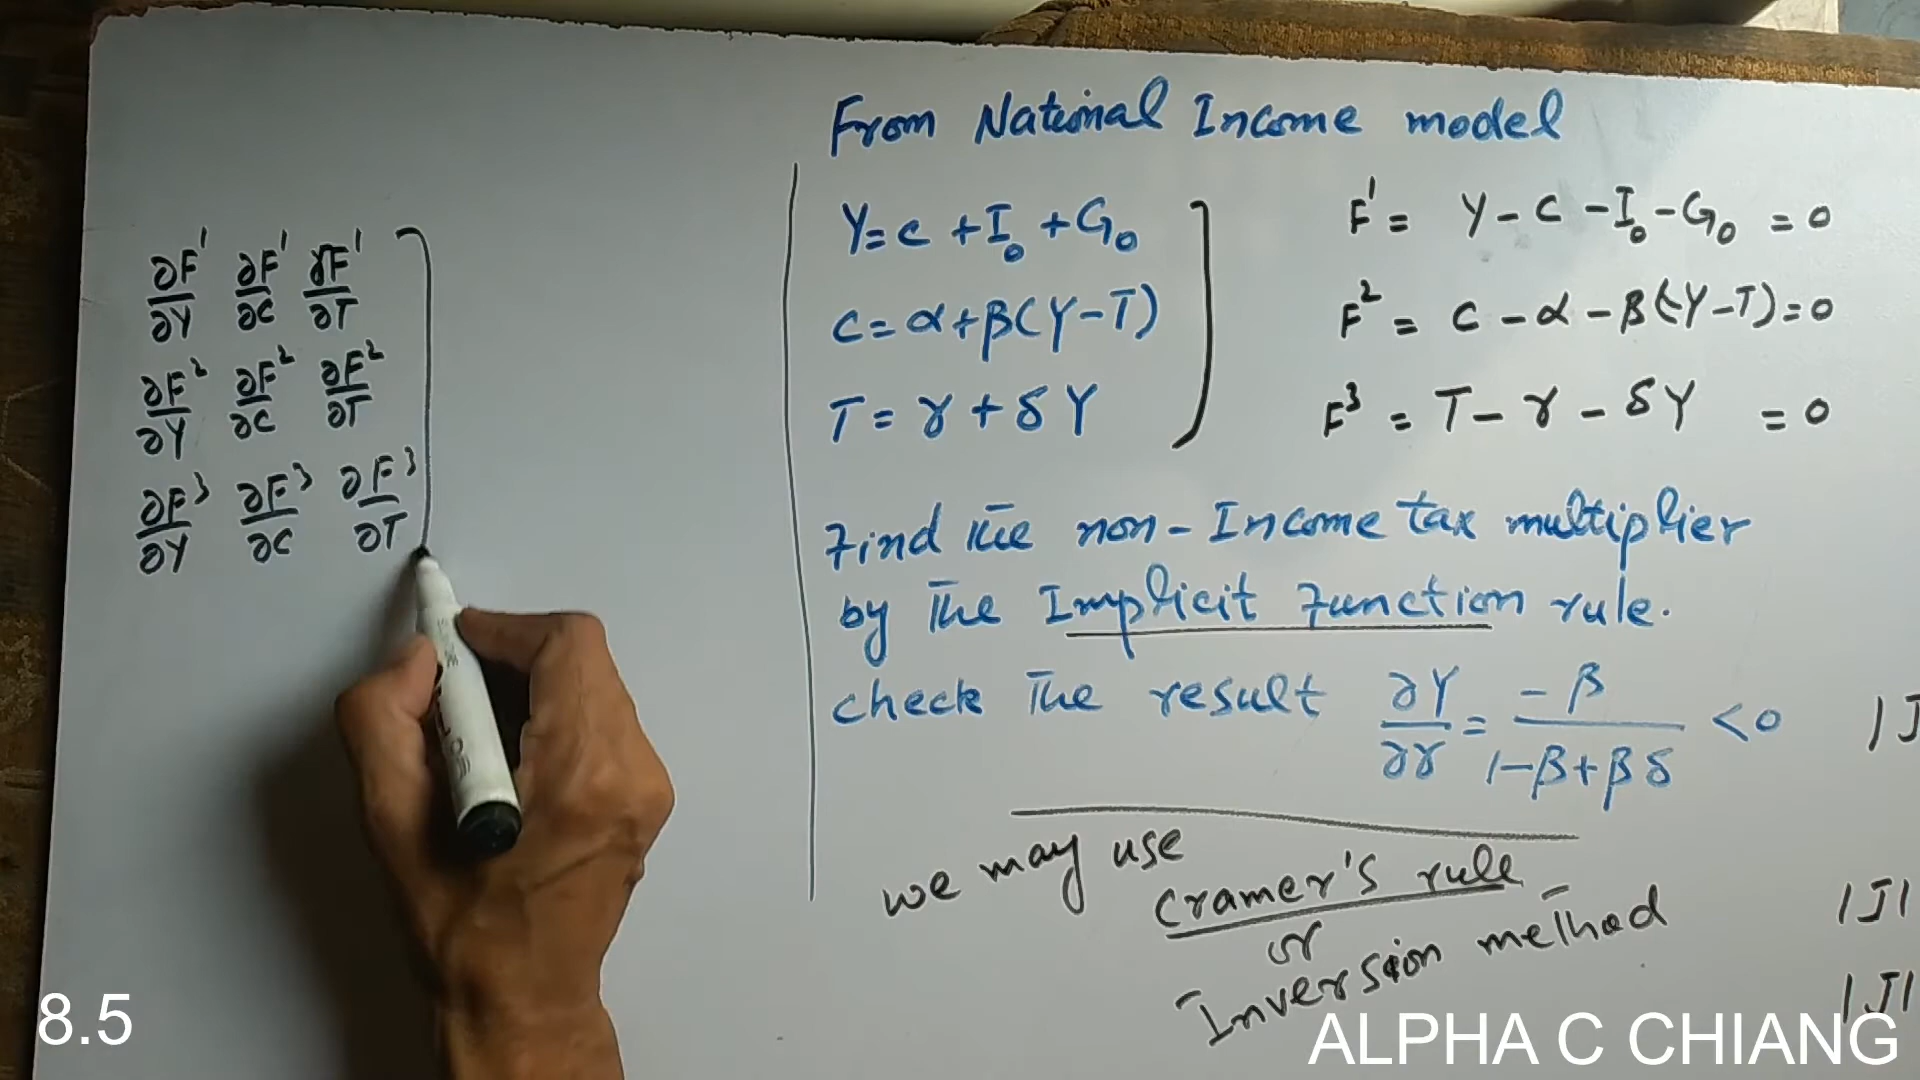 From National Income model
∂F¹/∂Y ∂F¹/∂C ∂F¹/∂T
∂F²/∂Y ∂F²/∂C ∂F²/∂T
∂F³/∂Y ∂F³/∂C ∂F³/∂T
Y = C + I₀ + G₀
C = α + β(Y-T)
T = γ + δY
F¹ = Y - C - I₀ - G₀ = 0
F² = C - α - β(Y-T) = 0
F³ = T - γ - δY = 0
Find the non-Income tax multiplier
by the Implicit Function rule.
check the result ∂Y/∂γ = -β/(1-β+βδ) < 0
|J
we may use
Cramer's rule
or
Inversion method
|J|
|J|
8.5
ALPHA C CHIANG